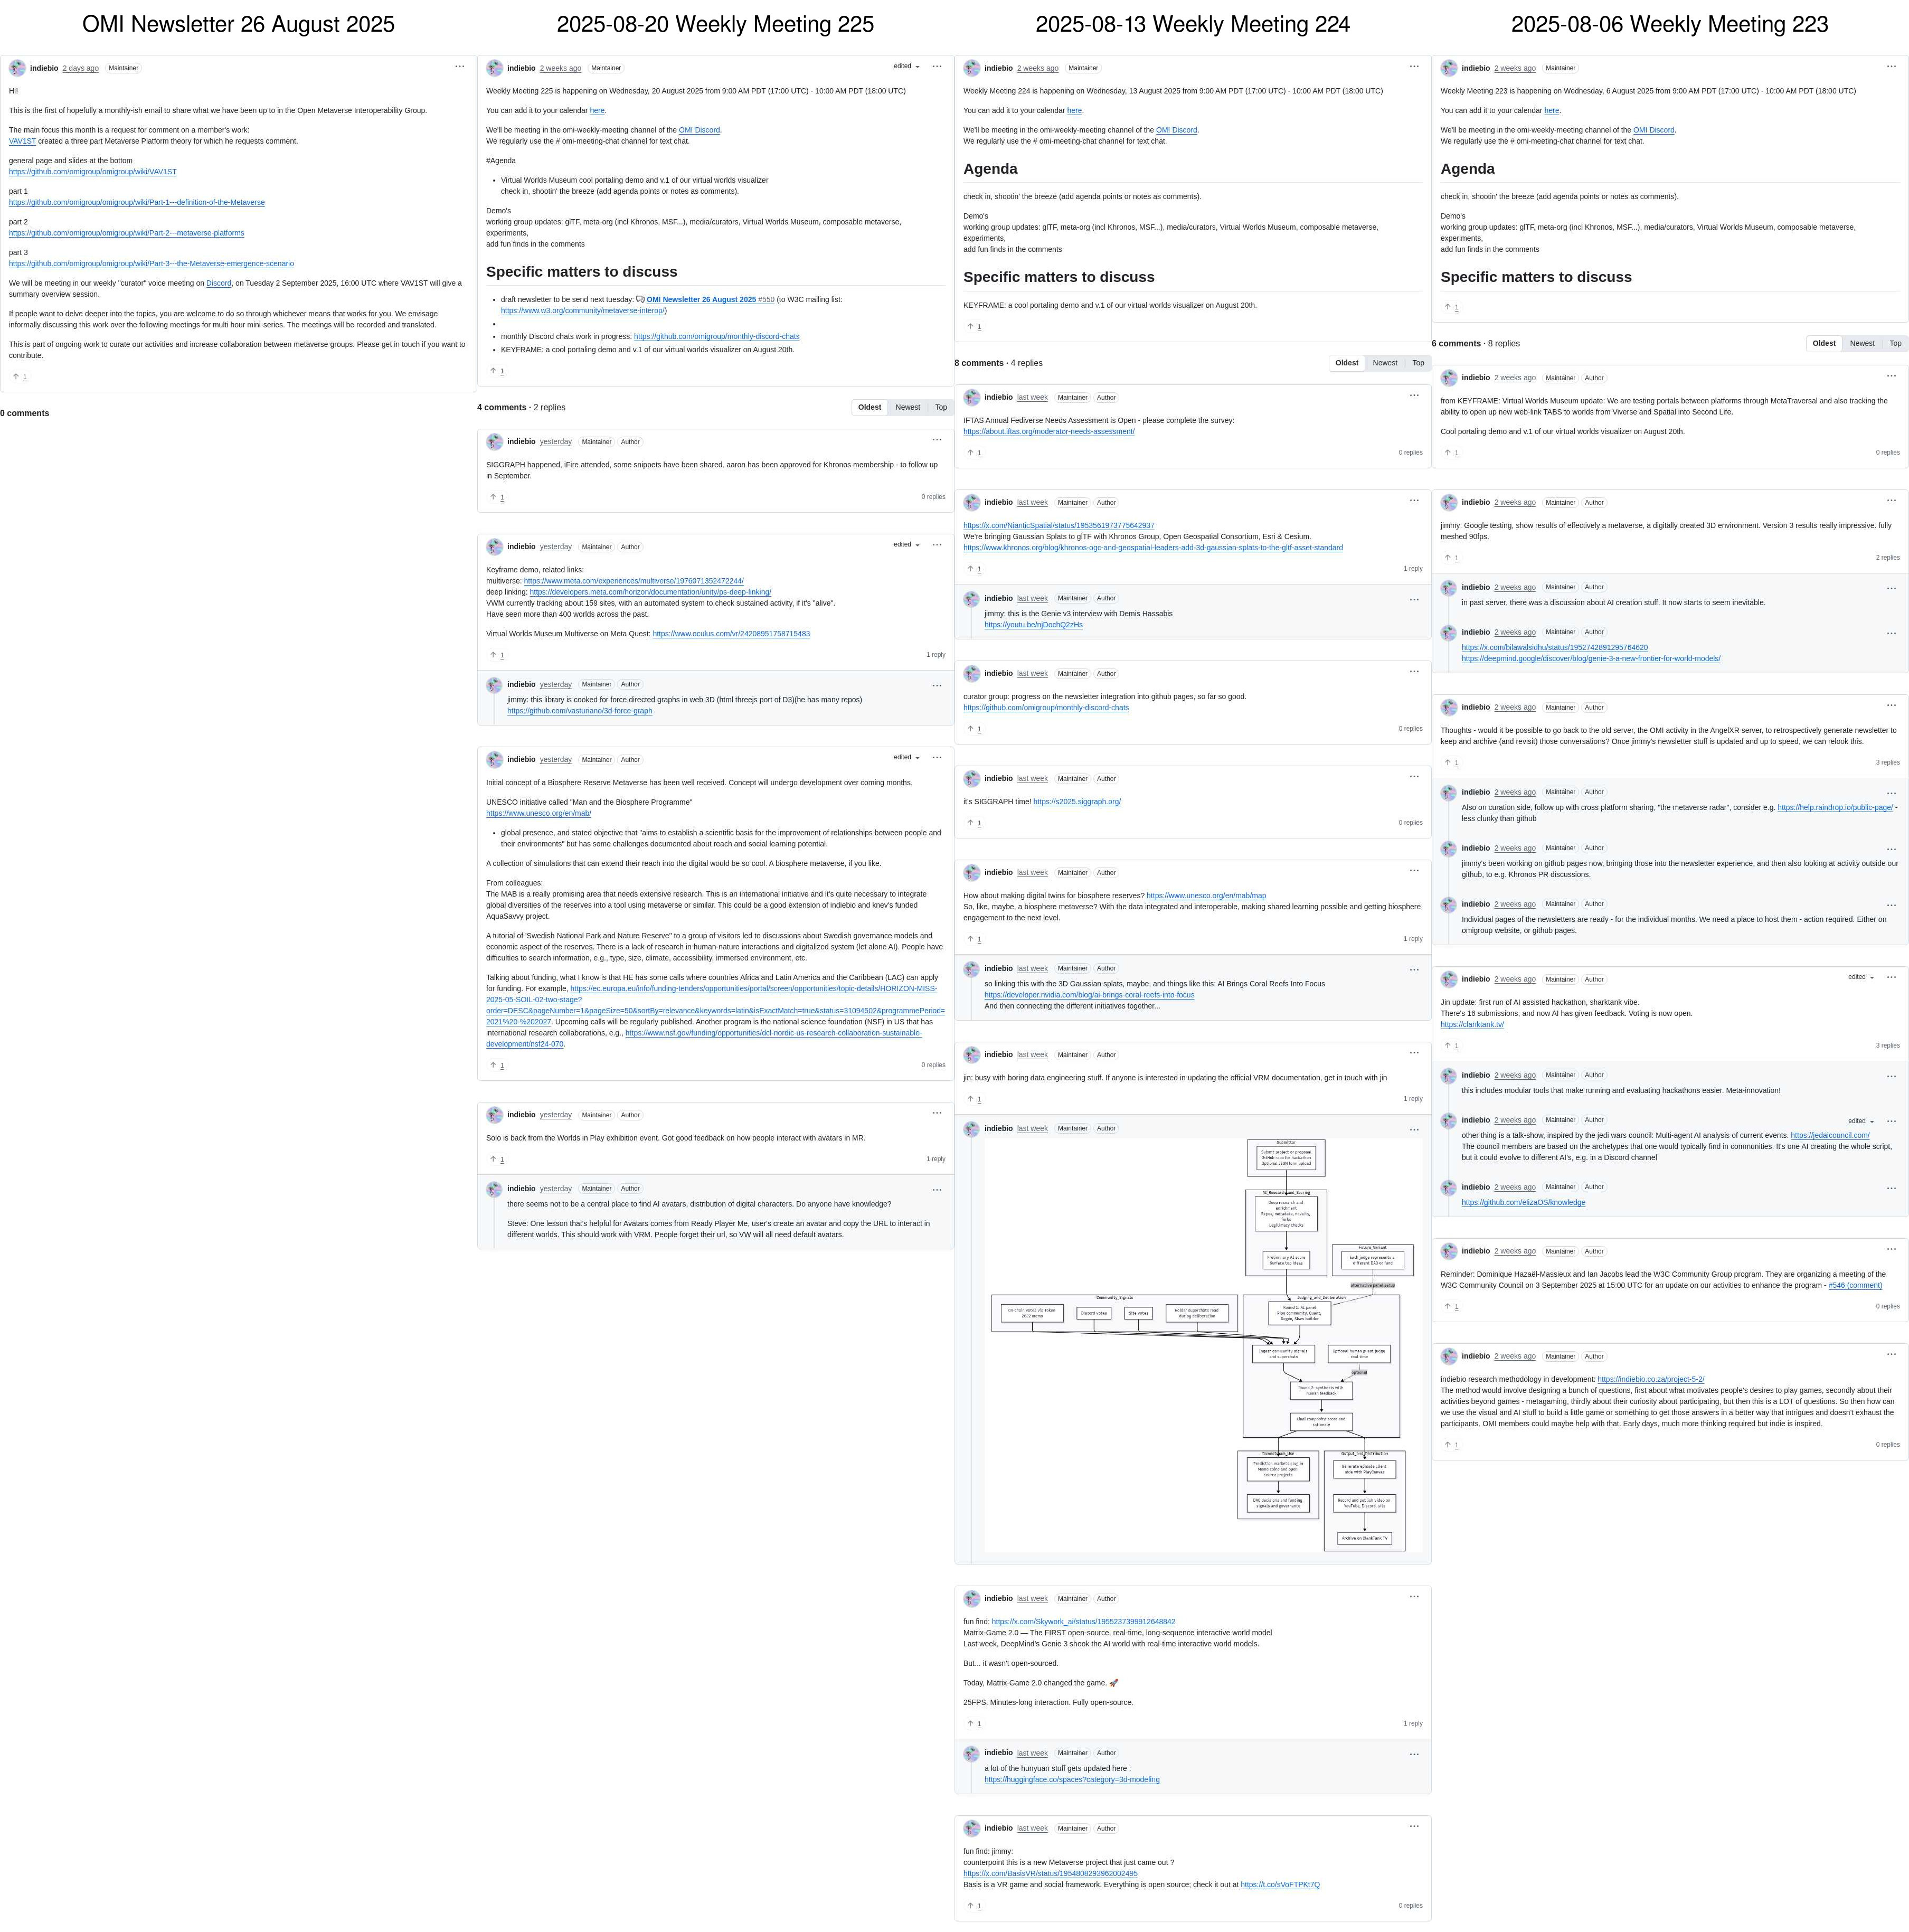 OMI Newsletter 26 August 2025
indiebio 2 days ago Maintainer
Hi!
This is the first of hopefully a monthly-ish email to share what we have been up to in the Open Metaverse Interoperability Group.
The main focus this month is a request for comment on a member's work:
VAV1ST created a three part Metaverse Platform theory for which he requests comment.
general page and slides at the bottom
https://github.com/omigroup/omigroup/wiki/VAV1ST
part 1
https://github.com/omigroup/omigroup/wiki/Part-1-–-definition-of-the-Metaverse
part 2
https://github.com/omigroup/omigroup/wiki/Part-2-–-metaverse-platforms
part 3
https://github.com/omigroup/omigroup/wiki/Part-3-–-the-Metaverse-emergence-scenario
We will be meeting in our weekly "curator" voice meeting on Discord, on Tuesday 2 September 2025, 16:00 UTC where VAV1ST will give a
summary overview session.
If people want to delve deeper into the topics, you are welcome to do so through whichever means that works for you. We envisage
informally discussing this work over the following meetings for multi hour mini-series. The meetings will be recorded and translated.
This is part of ongoing work to curate our activities and increase collaboration between metaverse groups. Please get in touch if you want to
contribute.
1
0 comments
2025-08-20 Weekly Meeting 225
indiebio 2 weeks ago Maintainer edited
Weekly Meeting 225 is happening on Wednesday, 20 August 2025 from 9:00 AM PDT (17:00 UTC) - 10:00 AM PDT (18:00 UTC)
You can add it to your calendar here.
We'll be meeting in the omi-weekly-meeting channel of the OMI Discord.
We regularly use the # omi-meeting-chat channel for text chat.
#Agenda
• Virtual Worlds Museum cool portaling demo and v.1 of our virtual worlds visualizer
check in, shootin' the breeze (add agenda points or notes as comments).
Demo's
working group updates: glTF, meta-org (incl Khronos, MSF...), media/curators, Virtual Worlds Museum, composable metaverse,
experiments,
add fun finds in the comments
Specific matters to discuss
• draft newsletter to be send next tuesday: OMI Newsletter 26 August 2025 #550 (to W3C mailing list:
https://www.w3.org/community/metaverse-interop/)
•
• monthly Discord chats work in progress: https://github.com/omigroup/monthly-discord-chats
• KEYFRAME: a cool portaling demo and v.1 of our virtual worlds visualizer on August 20th.
1
4 comments · 2 replies Oldest Newest Top
indiebio yesterday Maintainer Author
SIGGRAPH happened, iFire attended, some snippets have been shared. aaron has been approved for Khronos membership - to follow up
in September.
1 0 replies
indiebio yesterday Maintainer Author edited
Keyframe demo, related links:
multiverse: https://www.meta.com/experiences/multiverse/1976071352472244/
deep linking: https://developers.meta.com/horizon/documentation/unity/ps-deep-linking/
VWM currently tracking about 159 sites, with an automated system to check sustained activity, if it's "alive".
Have seen more than 400 worlds across the past.
Virtual Worlds Museum Multiverse on Meta Quest: https://www.oculus.com/vr/24208951758715483
1 1 reply
indiebio yesterday Maintainer Author
jimmy: this library is cooked for force directed graphs in web 3D (html threejs port of D3)(he has many repos)
https://github.com/vasturiano/3d-force-graph
indiebio yesterday Maintainer Author edited
Initial concept of a Biosphere Reserve Metaverse has been well received. Concept will undergo development over coming months.
UNESCO initiative called "Man and the Biosphere Programme"
https://www.unesco.org/en/mab/
• global presence, and stated objective that "aims to establish a scientific basis for the improvement of relationships between people and
their environments" but has some challenges documented about reach and social learning potential.
A collection of simulations that can extend their reach into the digital would be so cool. A biosphere metaverse, if you like.
From colleagues:
The MAB is a really promising area that needs extensive research. This is an international initiative and it's quite necessary to integrate
global diversities of the reserves into a tool using metaverse or similar. This could be a good extension of indiebio and knev's funded
AquaSavvy project.
A tutorial of 'Swedish National Park and Nature Reserve" to a group of visitors led to discussions about Swedish governance models and
economic aspect of the reserves. There is a lack of research in human-nature interactions and digitalized system (let alone AI). People have
difficulties to search information, e.g., type, size, climate, accessibility, immersed environment, etc.
Talking about funding, what I know is that HE has some calls where countries Africa and Latin America and the Caribbean (LAC) can apply
for funding. For example, https://ec.europa.eu/info/funding-tenders/opportunities/portal/screen/opportunities/topic-details/HORIZON-MISS-
2025-05-SOIL-02-two-stage?
order=DESC&pageNumber=1&pageSize=50&sortBy=relevance&keywords=latin&isExactMatch=true&status=31094502&programmePeriod=
2021%20-%202027. Upcoming calls will be regularly published. Another program is the national science foundation (NSF) in US that has
international research collaborations, e.g., https://www.nsf.gov/funding/opportunities/dcl-nordic-us-research-collaboration-sustainable-
development/nsf24-070.
1 0 replies
indiebio yesterday Maintainer Author
Solo is back from the Worlds in Play exhibition event. Got good feedback on how people interact with avatars in MR.
1 1 reply
indiebio yesterday Maintainer Author
there seems not to be a central place to find AI avatars, distribution of digital characters. Do anyone have knowledge?
Steve: One lesson that's helpful for Avatars comes from Ready Player Me, user's create an avatar and copy the URL to interact in
different worlds. This should work with VRM. People forget their url, so VW will all need default avatars.
2025-08-13 Weekly Meeting 224
indiebio 2 weeks ago Maintainer
Weekly Meeting 224 is happening on Wednesday, 13 August 2025 from 9:00 AM PDT (17:00 UTC) - 10:00 AM PDT (18:00 UTC)
You can add it to your calendar here.
We'll be meeting in the omi-weekly-meeting channel of the OMI Discord.
We regularly use the # omi-meeting-chat channel for text chat.
Agenda
check in, shootin' the breeze (add agenda points or notes as comments).
Demo's
working group updates: glTF, meta-org (incl Khronos, MSF...), media/curators, Virtual Worlds Museum, composable metaverse,
experiments,
add fun finds in the comments
Specific matters to discuss
KEYFRAME: a cool portaling demo and v.1 of our virtual worlds visualizer on August 20th.
1
8 comments · 4 replies Oldest Newest Top
indiebio last week Maintainer Author
IFTAS Annual Fediverse Needs Assessment is Open - please complete the survey:
https://about.iftas.org/moderator-needs-assessment/
1 0 replies
indiebio last week Maintainer Author
https://x.com/NianticSpatial/status/1953561973775642937
We're bringing Gaussian Splats to glTF with Khronos Group, Open Geospatial Consortium, Esri & Cesium.
https://www.khronos.org/blog/khronos-ogc-and-geospatial-leaders-add-3d-gaussian-splats-to-the-gltf-asset-standard
1 1 reply
indiebio last week Maintainer Author
jimmy: this is the Genie v3 interview with Demis Hassabis
https://youtu.be/njDochQ2zHs
indiebio last week Maintainer Author
curator group: progress on the newsletter integration into github pages, so far so good.
https://github.com/omigroup/monthly-discord-chats
1 0 replies
indiebio last week Maintainer Author
it's SIGGRAPH time! https://s2025.siggraph.org/
1 0 replies
indiebio last week Maintainer Author
How about making digital twins for biosphere reserves? https://www.unesco.org/en/mab/map
So, like, maybe, a biosphere metaverse? With the data integrated and interoperable, making shared learning possible and getting biosphere
engagement to the next level.
1 1 reply
indiebio last week Maintainer Author
so linking this with the 3D Gaussian splats, maybe, and things like this: AI Brings Coral Reefs Into Focus
https://developer.nvidia.com/blog/ai-brings-coral-reefs-into-focus
And then connecting the different initiatives together...
indiebio last week Maintainer Author
jin: busy with boring data engineering stuff. If anyone is interested in updating the official VRM documentation, get in touch with jin
1 1 reply
indiebio last week Maintainer Author
Submitter
Submit project or proposal
GitHub repo for hackathon
Optional JSON form upload
AI_Research_and_Scoring
Deep research and
enrichment
Repos, metadata, novelty,
forks
Legitimacy checks
Preliminary AI score
Surface top ideas
Future_Variant
Each judge represents a
different DAO or fund
alternative panel setup
Community_Signals
On-chain votes via token
Discord votes
Site votes
during deliberation
Judging_and_Deliberation
Round 1: AI panel
Ingest community signals
and superchats
Optional human guest judge
optional
Round 2: synthesis with
human feedback
Final composite score and
rationale
Downstream_Use
Prediction markets plug in
source projects
DAO decisions and funding,
signals and governance
Output_and_Distribution
Generate episode client
side with PlayCanvas
Record and publish video on
YouTube, Discord, site
Archive on ClankTank TV
indiebio last week Maintainer Author
fun find: https://x.com/Skywork_ai/status/1955237399912648842
Matrix-Game 2.0 — The FIRST open-source, real-time, long-sequence interactive world model
Last week, DeepMind's Genie 3 shook the AI world with real-time interactive world models.
But... it wasn't open-sourced.
Today, Matrix-Game 2.0 changed the game. 🚀
25FPS. Minutes-long interaction. Fully open-source.
1 1 reply
indiebio last week Maintainer Author
a lot of the hunyuan stuff gets updated here :
https://huggingface.co/spaces?category=3d-modeling
indiebio last week Maintainer Author
fun find: jimmy:
counterpoint this is a new Metaverse project that just came out ?
https://x.com/BasisVR/status/1954808293962002495
Basis is a VR game and social framework. Everything is open source; check it out at https://t.co/sVoFTPKt7Q
1 0 replies
2025-08-06 Weekly Meeting 223
indiebio 2 weeks ago Maintainer
Weekly Meeting 223 is happening on Wednesday, 6 August 2025 from 9:00 AM PDT (17:00 UTC) - 10:00 AM PDT (18:00 UTC)
You can add it to your calendar here.
We'll be meeting in the omi-weekly-meeting channel of the OMI Discord.
We regularly use the # omi-meeting-chat channel for text chat.
Agenda
check in, shootin' the breeze (add agenda points or notes as comments).
Demo's
working group updates: glTF, meta-org (incl Khronos, MSF...), media/curators, Virtual Worlds Museum, composable metaverse,
experiments,
add fun finds in the comments
Specific matters to discuss
1
6 comments · 8 replies Oldest Newest Top
indiebio 2 weeks ago Maintainer Author
from KEYFRAME: Virtual Worlds Museum update: We are testing portals between platforms through MetaTraversal and also tracking the
ability to open up new web-link TABS to worlds from Viverse and Spatial into Second Life.
Cool portaling demo and v.1 of our virtual worlds visualizer on August 20th.
1 0 replies
indiebio 2 weeks ago Maintainer Author
jimmy: Google testing, show results of effectively a metaverse, a digitally created 3D environment. Version 3 results really impressive. fully
meshed 90fps.
1 2 replies
indiebio 2 weeks ago Maintainer Author
in past server, there was a discussion about AI creation stuff. It now starts to seem inevitable.
indiebio 2 weeks ago Maintainer Author
https://x.com/bilawalsidhu/status/1952742891295764620
https://deepmind.google/discover/blog/genie-3-a-new-frontier-for-world-models/
indiebio 2 weeks ago Maintainer Author
Thoughts - would it be possible to go back to the old server, the OMI activity in the AngelXR server, to retrospectively generate newsletter to
keep and archive (and revisit) those conversations? Once jimmy's newsletter stuff is updated and up to speed, we can relook this.
1 3 replies
indiebio 2 weeks ago Maintainer Author
Also on curation side, follow up with cross platform sharing, "the metaverse radar", consider e.g. https://help.raindrop.io/public-page/ -
less clunky than github
indiebio 2 weeks ago Maintainer Author
jimmy's been working on github pages now, bringing those into the newsletter experience, and then also looking at activity outside our
github, to e.g. Khronos PR discussions.
indiebio 2 weeks ago Maintainer Author
Individual pages of the newsletters are ready - for the individual months. We need a place to host them - action required. Either on
omigroup website, or github pages.
indiebio 2 weeks ago Maintainer Author edited
Jin update: first run of AI assisted hackathon, sharktank vibe.
There's 16 submissions, and now AI has given feedback. Voting is now open.
https://clanktank.tv/
1 3 replies
indiebio 2 weeks ago Maintainer Author
this includes modular tools that make running and evaluating hackathons easier. Meta-innovation!
indiebio 2 weeks ago Maintainer Author edited
other thing is a talk-show, inspired by the jedi wars council: Multi-agent AI analysis of current events. https://jedaicouncil.com/
The council members are based on the archetypes that one would typically find in communities. It's one AI creating the whole script,
but it could evolve to different AI's, e.g. in a Discord channel
indiebio 2 weeks ago Maintainer Author
https://github.com/elizaOS/knowledge
indiebio 2 weeks ago Maintainer Author
Reminder: Dominique Hazaël-Massieux and Ian Jacobs lead the W3C Community Group program. They are organizing a meeting of the
W3C Community Council on 3 September 2025 at 15:00 UTC for an update on our activities to enhance the program - #546 (comment)
1 0 replies
indiebio 2 weeks ago Maintainer Author
indiebio research methodology in development: https://indiebio.co.za/project-5-2/
The method would involve designing a bunch of questions, first about what motivates people's desires to play games, secondly about their
activities beyond games - metagaming, thirdly about their curiosity about participating, but then this is a LOT of questions. So then how can
we use the visual and AI stuff to build a little game or something to get those answers in a better way that intrigues and doesn't exhaust the
participants. OMI members could maybe help with that. Early days, much more thinking required but indie is inspired.
1 0 replies